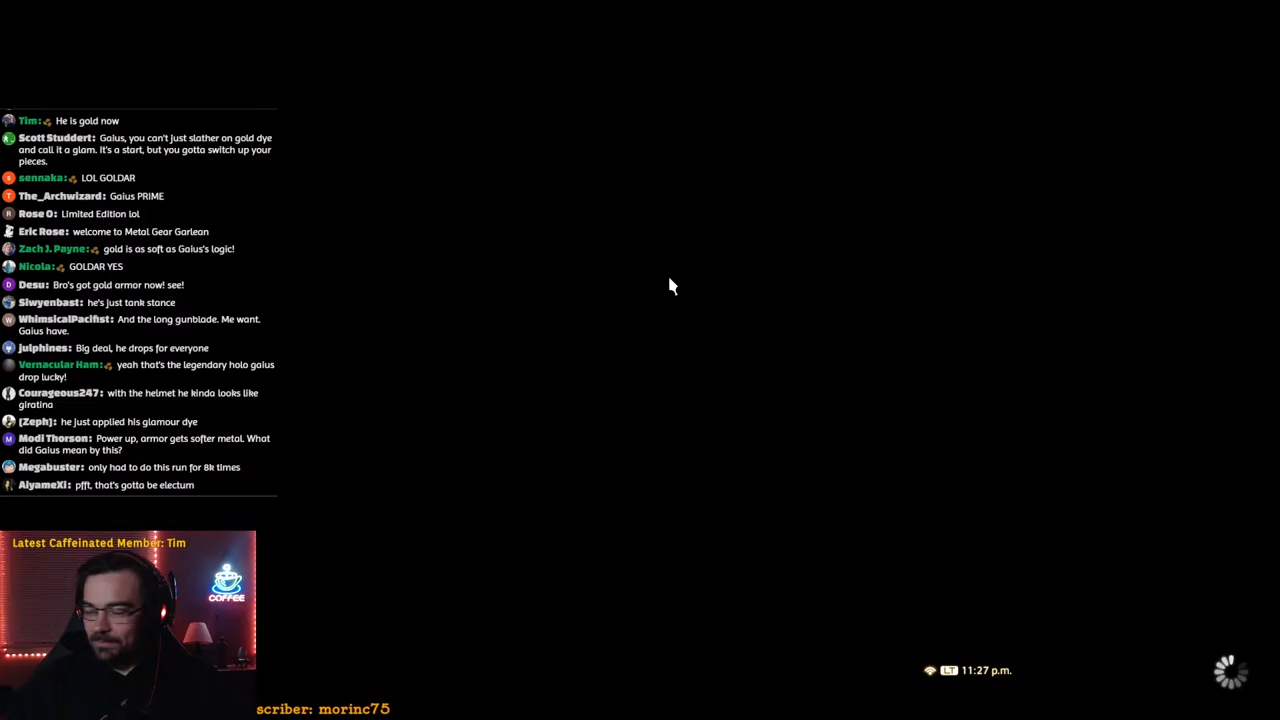 Tim: He is gold now
Scott Studdert: Gaius, you can't just slather on gold dye
and call it a glam. It's a start, but you gotta switch up your
pieces.
sennaka: LOL GOLDAR
The_Archwizard: Gaius PRIME
Rose O: Limited Edition lol
Eric Rose: welcome to Metal Gear Garlean
Zach J. Payne: gold is as soft as Gaius's logic!
Nicola: GOLDAR YES
Desu: Bro's got gold armor now! see!
Siwyenbast: he's just tank stance
WhimsicalPacifist: And the long gunblade. Me want.
Gaius have.
julphines: Big deal, he drops for everyone
Vernacular Ham: yeah that's the legendary holo gaius
drop lucky!
Courageous247: with the helmet he kinda looks like
giratina
[Zeph]: he just applied his glamour dye
Modi Thorson: Power up, armor gets softer metal. What
did Gaius mean by this?
Megabuster: only had to do this run for 8k times
AiyameXI: pfft, that's gotta be electum
Latest Caffeinated Member: Tim
COFFEE
LT 11:27 p.m.
scriber: morinc75